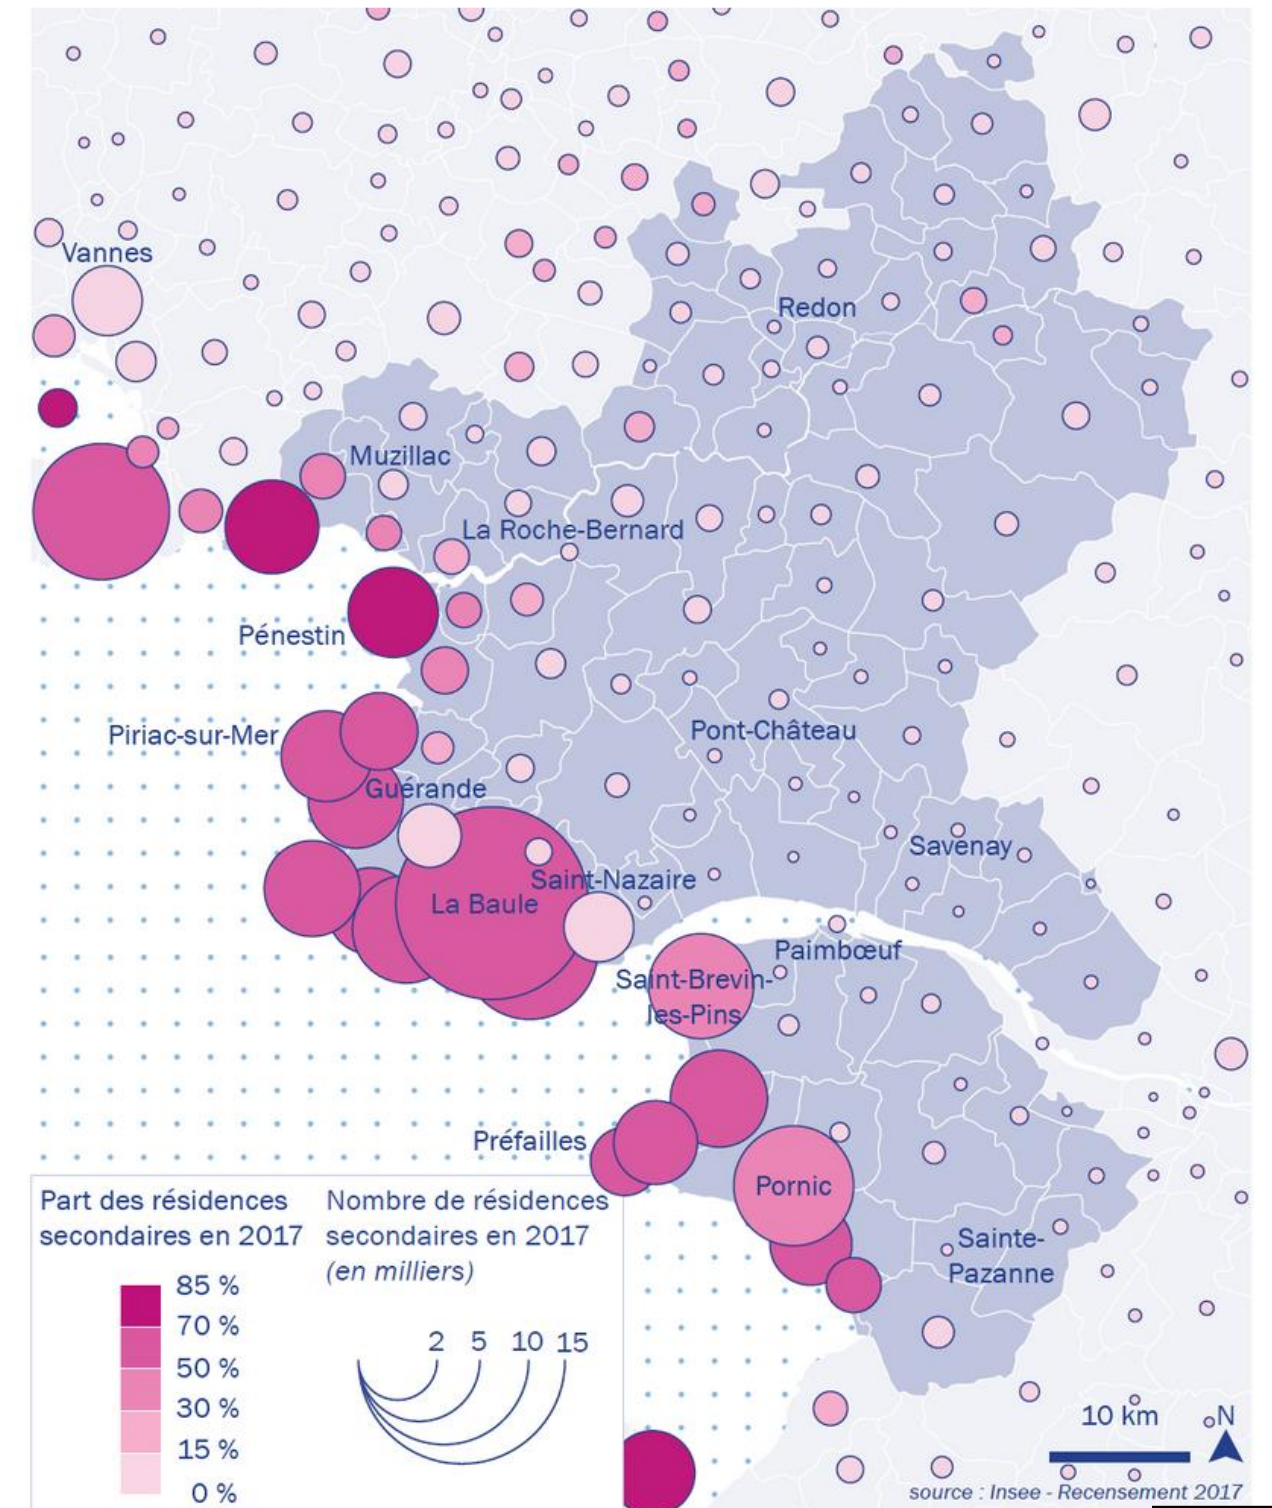 Vannes
Redon
Muzillac
La Roche-Bernard
Pénestin
Piriac-sur-Mer
Pont-Château
Guérande
Savenay
Saint-Nazaire
La Baule
Paimbœuf
Saint-Brevin-
les-Pins
Préfailles
Pornic
Sainte-
Pazanne
Part des résidences
secondaires en 2017
85 %
70 %
50 %
30 %
15 %
0 %
Nombre de résidences
secondaires en 2017
(en milliers)
2 5 10 15
10 km
N
source : Insee - Recensement 2017